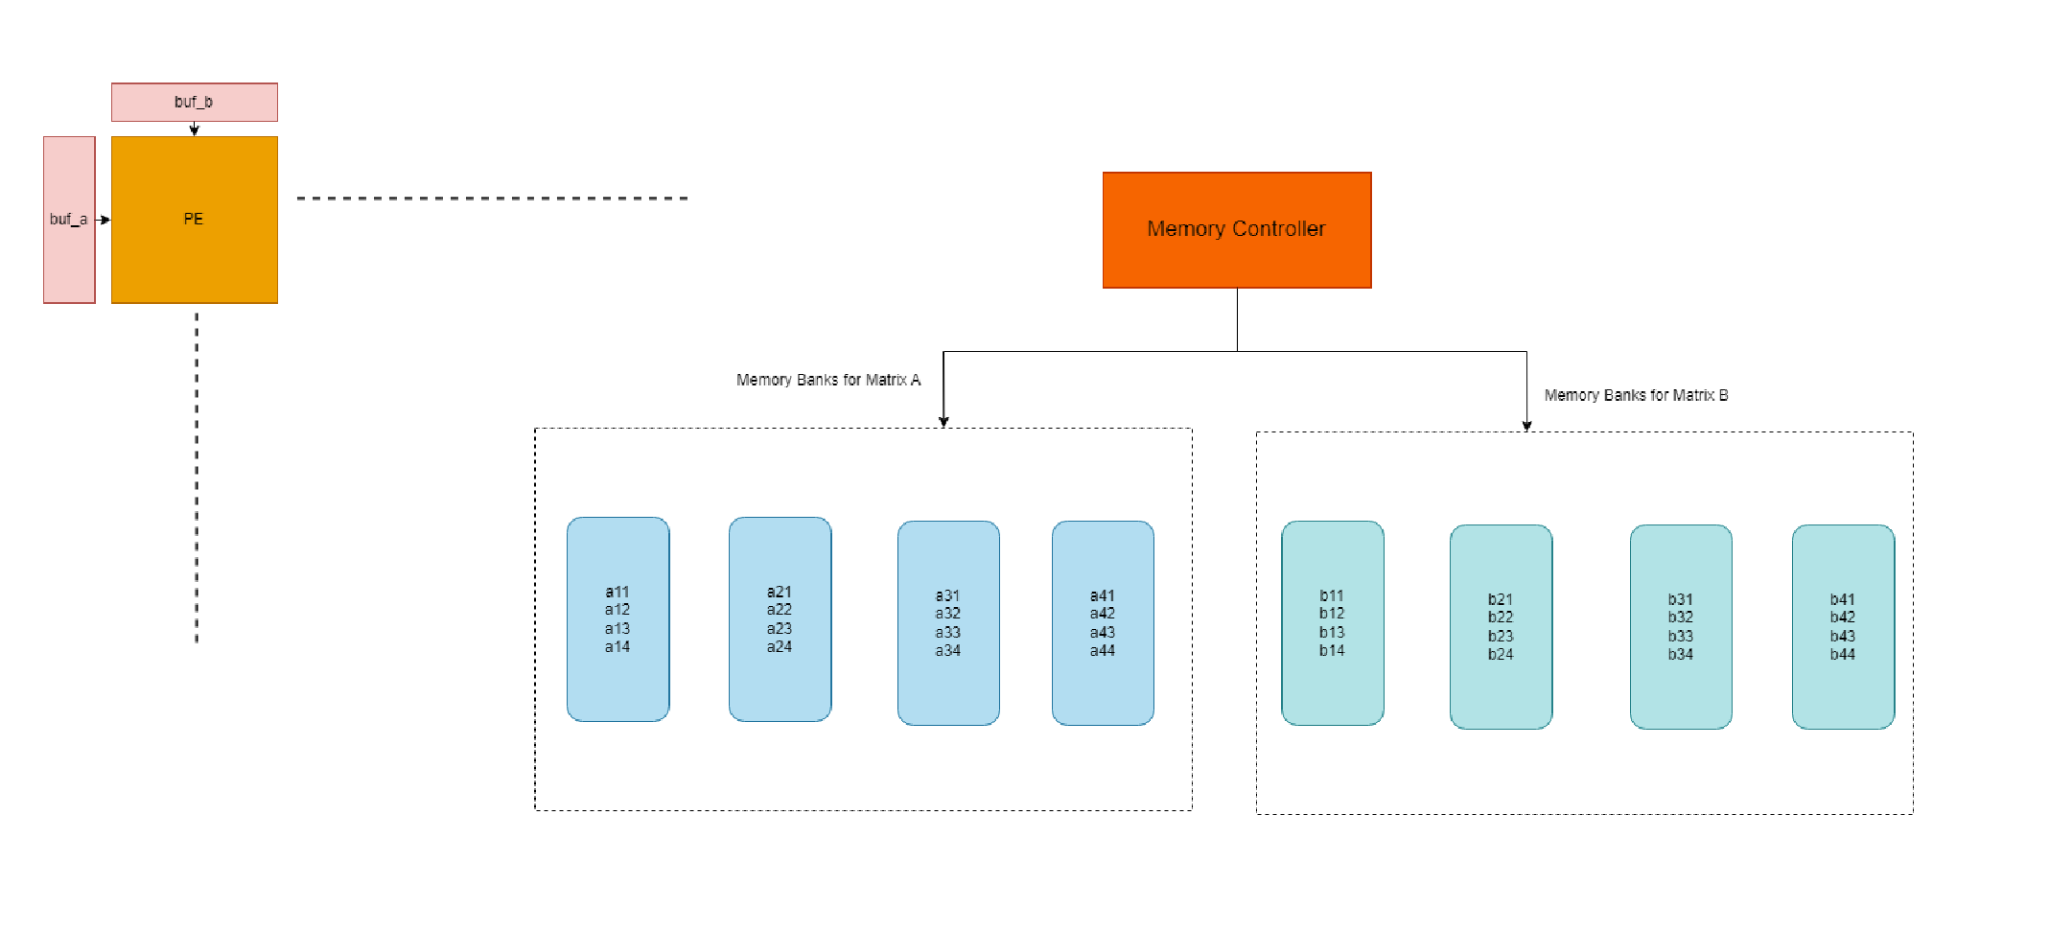 buf_b
buf_a
PE
Memory Controller
Memory Banks for Matrix A
Memory Banks for Matrix B
a11
a12
a13
a14
a21
a22
a23
a24
a31
a32
a33
a34
a41
a42
a43
a44
b11
b12
b13
b14
b21
b22
b23
b24
b31
b32
b33
b34
b41
b42
b43
b44